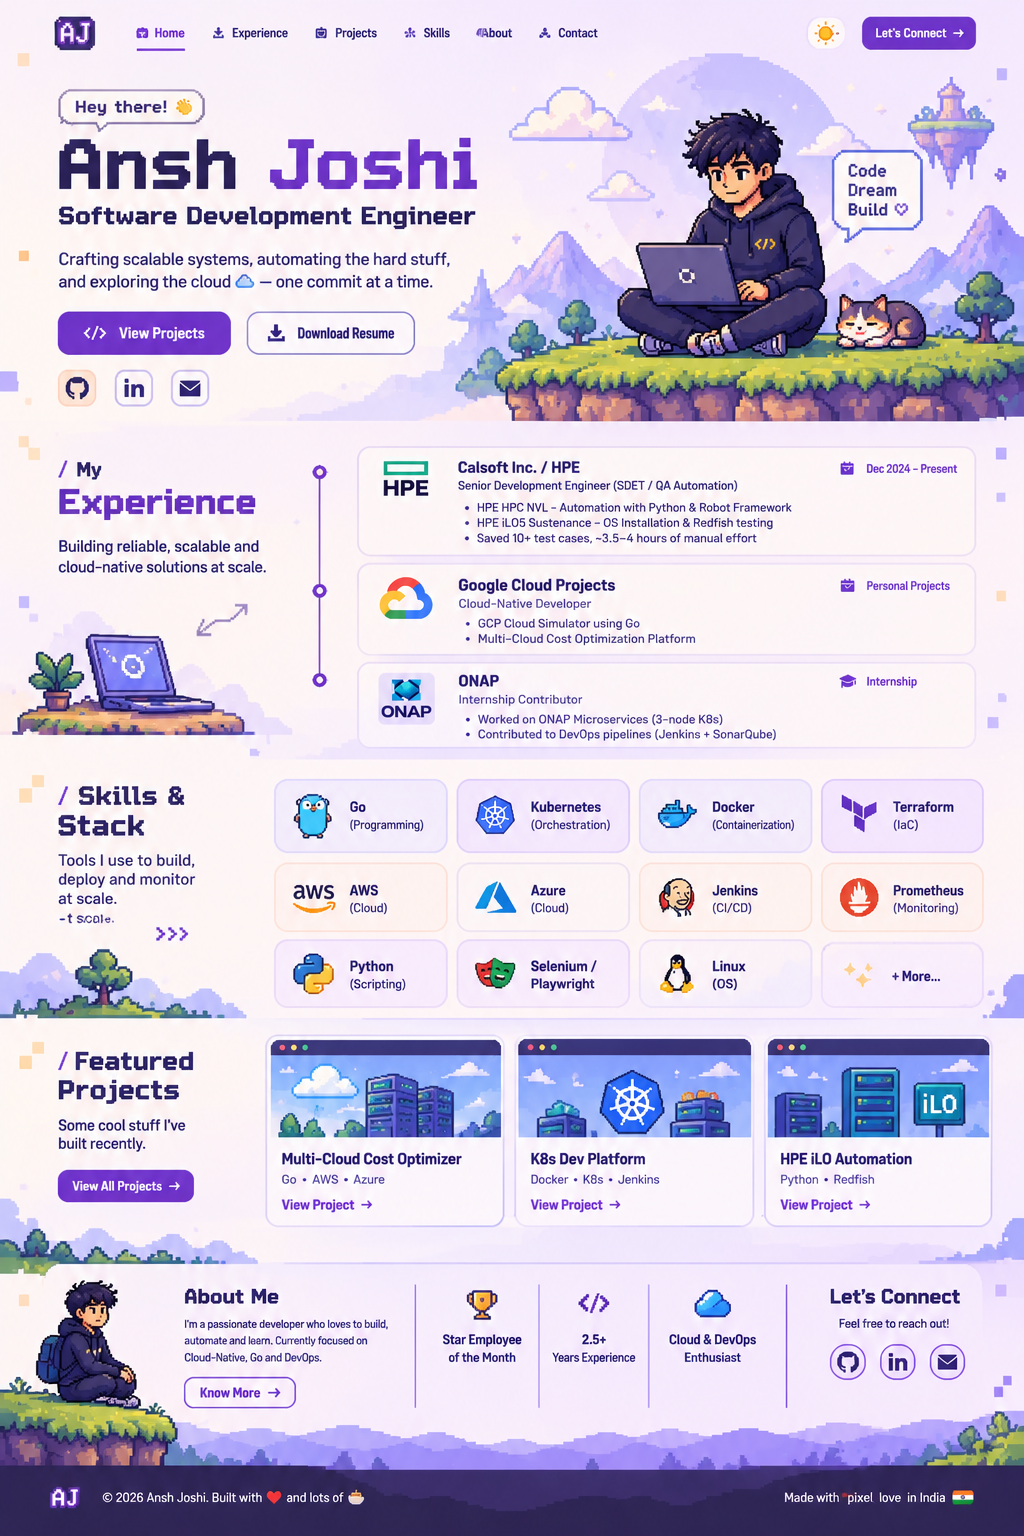 AJ
Home
Experience
Projects
Skills
About
Contact
Let's Connect →
Hey there! 👋
Ansh Joshi
Software Development Engineer
Crafting scalable systems, automating the hard stuff,
and exploring the cloud ☁️ — one commit at a time.
</> View Projects
Download Resume
in
</>
Code
Dream
Build ♡
/ My
Experience
Building reliable, scalable and
cloud-native solutions at scale.
HPE
Calsoft Inc. / HPE
Dec 2024 – Present
Senior Development Engineer (SDET / QA Automation)
• HPE HPC NVL – Automation with Python & Robot Framework
• HPE iLO5 Sustenance – OS Installation & Redfish testing
• Saved 10+ test cases, ~3.5–4 hours of manual effort
Google Cloud Projects
Personal Projects
Cloud-Native Developer
• GCP Cloud Simulator using Go
• Multi-Cloud Cost Optimization Platform
ONAP
ONAP
Internship
Internship Contributor
• Worked on ONAP Microservices (3-node K8s)
• Contributed to DevOps pipelines (Jenkins + SonarQube)
/ Skills &
Stack
Tools I use to build,
deploy and monitor
at scale.
-t scale.
>>>
Go
(Programming)
Kubernetes
(Orchestration)
Docker
(Containerization)
Terraform
(IaC)
aws
AWS
(Cloud)
Azure
(Cloud)
Jenkins
(CI/CD)
Prometheus
(Monitoring)
Python
(Scripting)
Selenium /
Playwright
Linux
(OS)
+ More...
/ Featured
Projects
Some cool stuff I've
built recently.
View All Projects →
Multi-Cloud Cost Optimizer
Go • AWS • Azure
View Project →
K8s Dev Platform
Docker • K8s • Jenkins
View Project →
iLO
HPE iLO Automation
Python • Redfish
View Project →
About Me
I'm a passionate developer who loves to build,
automate and learn. Currently focused on
Cloud-Native, Go and DevOps.
Know More →
Star Employee
of the Month
</>
2.5+
Years Experience
Cloud & DevOps
Enthusiast
Let's Connect
Feel free to reach out!
in
AJ
© 2026 Ansh Joshi. Built with ❤️ and lots of
Made with pixel love in India 🇮🇳